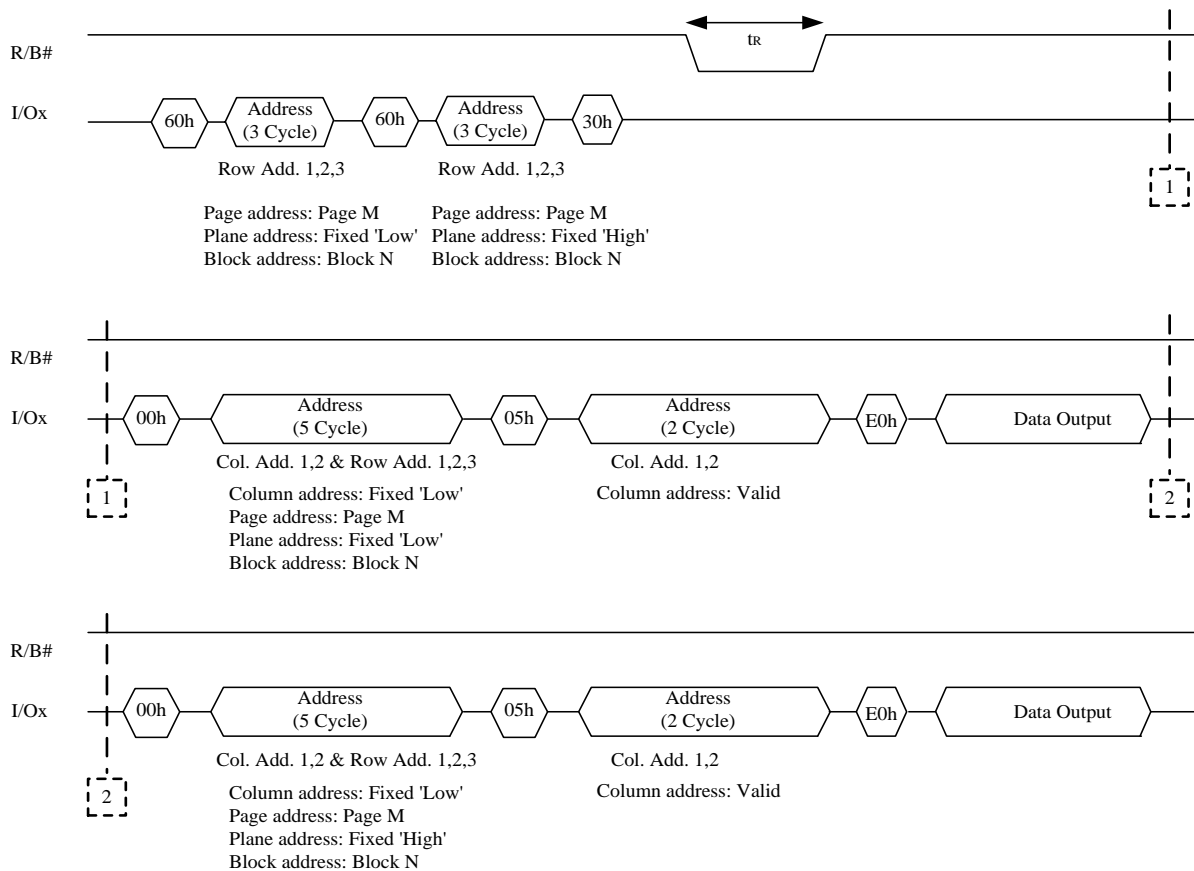 tR
R/B#
I/Ox
60h
Address
(3 Cycle)
60h
Address
(3 Cycle)
30h
Row Add. 1,2,3
Row Add. 1,2,3
Page address: Page M
Plane address: Fixed 'Low'
Block address: Block N
Page address: Page M
Plane address: Fixed 'High'
Block address: Block N
1
R/B#
I/Ox
00h
Address
(5 Cycle)
05h
Address
(2 Cycle)
E0h
Data Output
Col. Add. 1,2 & Row Add. 1,2,3
Col. Add. 1,2
Column address: Fixed 'Low'
Page address: Page M
Plane address: Fixed 'Low'
Block address: Block N
Column address: Valid
1
2
R/B#
I/Ox
00h
Address
(5 Cycle)
05h
Address
(2 Cycle)
E0h
Data Output
Col. Add. 1,2 & Row Add. 1,2,3
Col. Add. 1,2
Column address: Fixed 'Low'
Page address: Page M
Plane address: Fixed 'High'
Block address: Block N
Column address: Valid
2